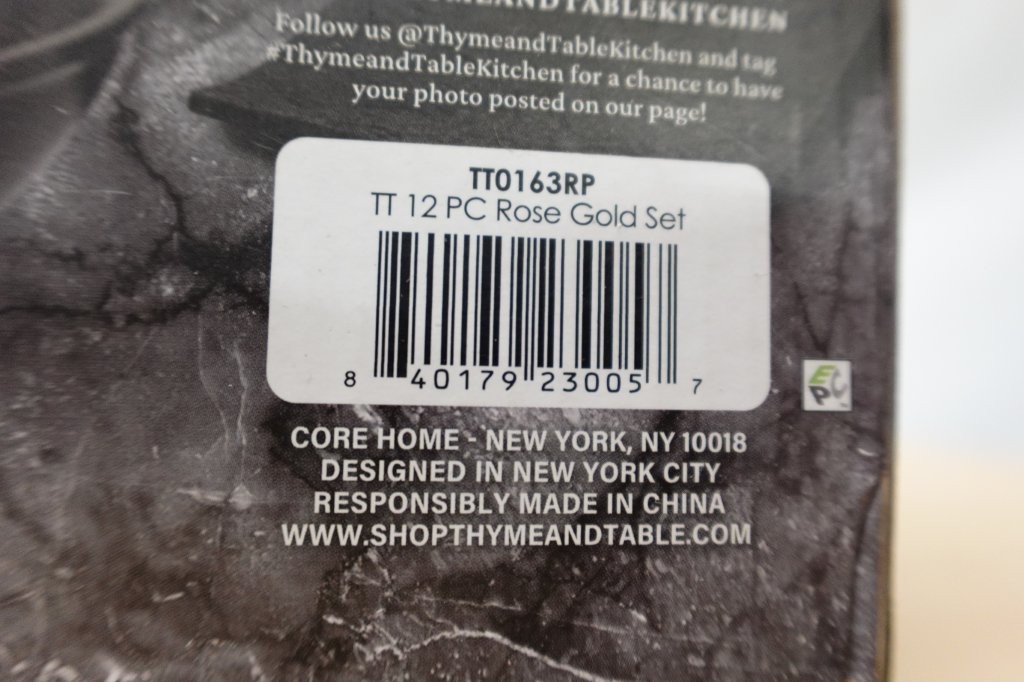 Follow us @ThymeandTableKitchen and tag
#ThymeandTableKitchen for a chance to have
your photo posted on our page!
TT0163RP
TT 12 PC Rose Gold Set
8 40179 23005 7
EPC
CORE HOME - NEW YORK, NY 10018
DESIGNED IN NEW YORK CITY
RESPONSIBLY MADE IN CHINA
WWW.SHOPTHYMEANDTABLE.COM